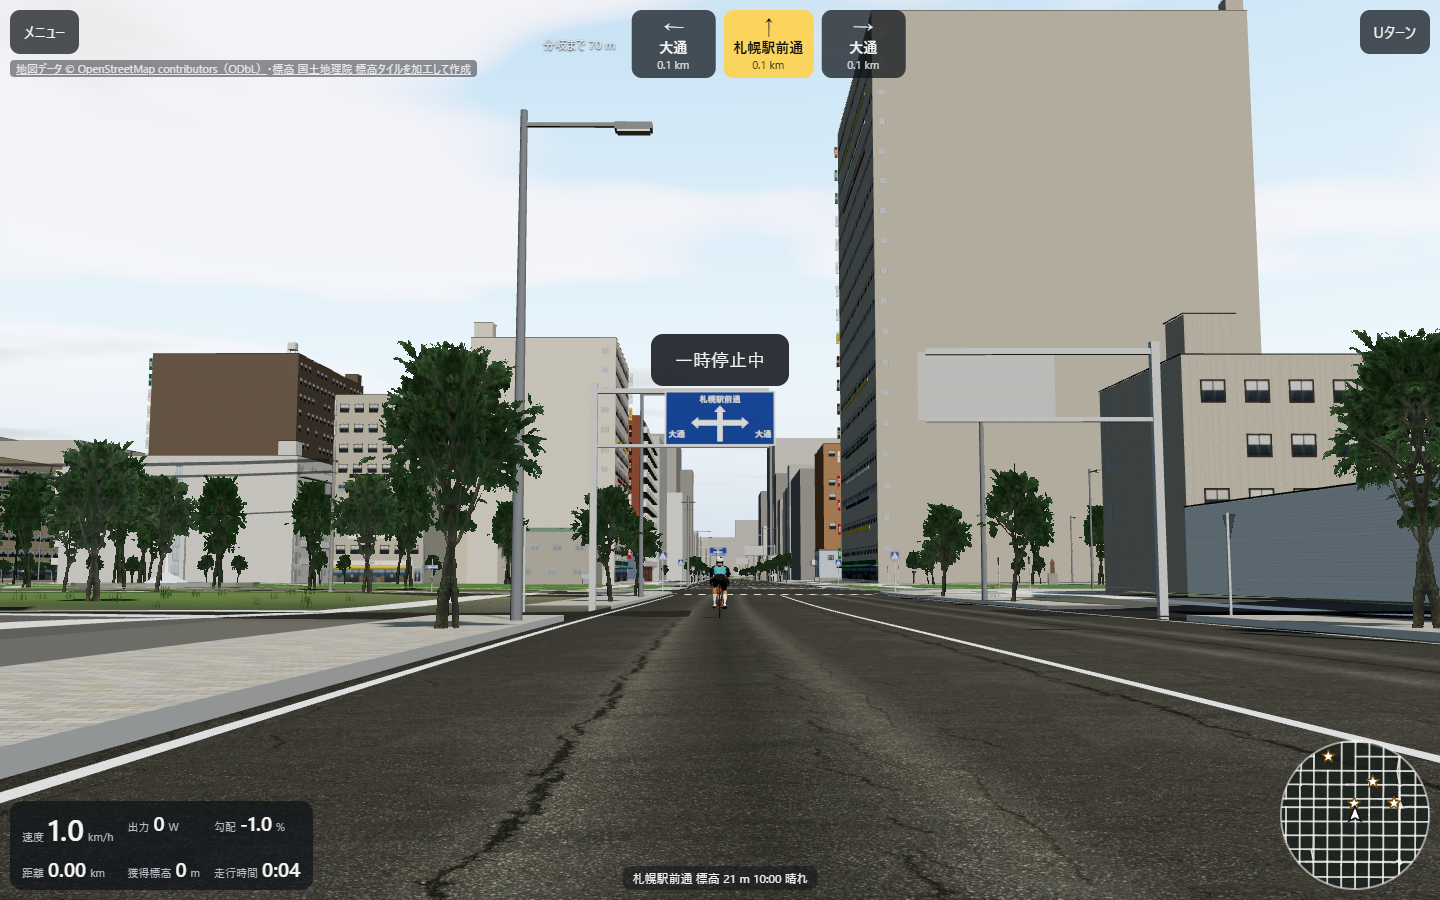 メニュー
地図データ © OpenStreetMap contributors（ODbL）・標高 国土地理院 標高タイルを加工して作成
分岐まで 70 m
←
大通
0.1 km
↑
札幌駅前通
0.1 km
→
大通
0.1 km
Uターン
一時停止中
札幌駅前通
大通
大通
速度 1.0 km/h
出力 0 W
勾配 -1.0 %
距離 0.00 km
獲得標高 0 m
走行時間 0:04
札幌駅前通 標高 21 m 10:00 晴れ